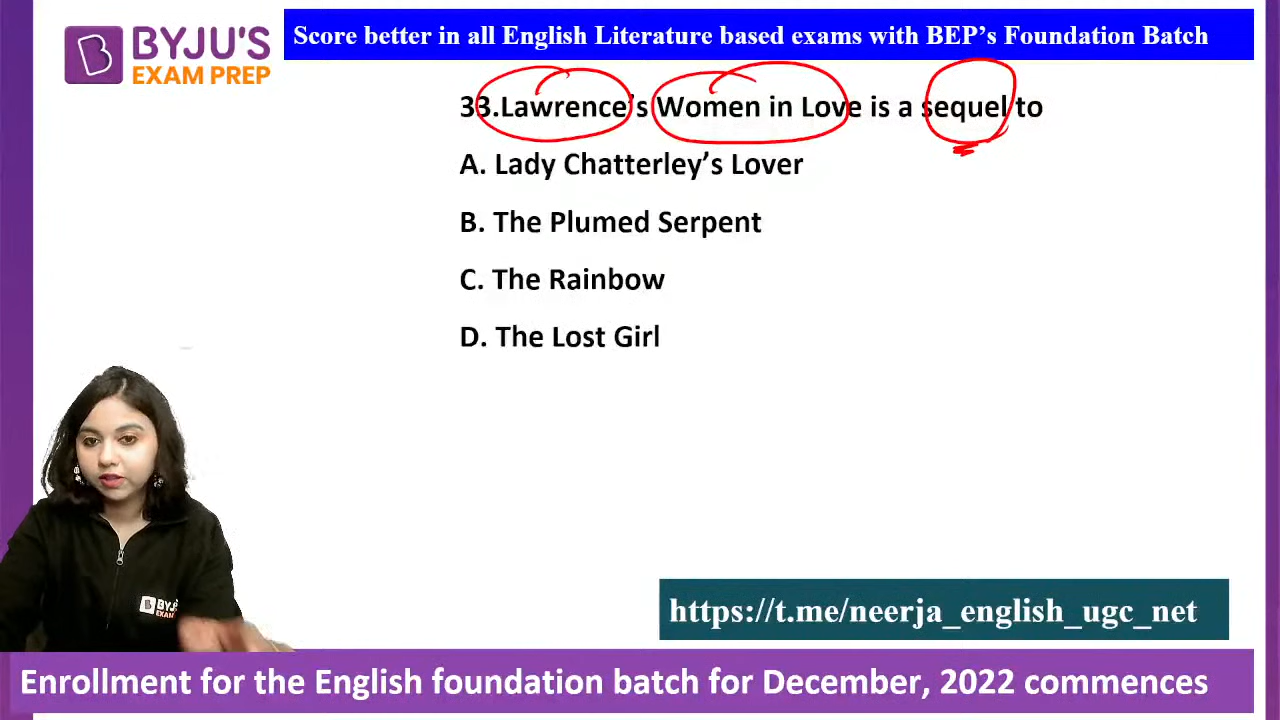 BYJU'S
EXAM PREP
Score better in all English Literature based exams with BEP's Foundation Batch
33.Lawrence's Women in Love is a sequel to
A. Lady Chatterley's Lover
B. The Plumed Serpent
C. The Rainbow
D. The Lost Girl
BYJU'S
EXAM
https://t.me/neerja_english_ugc_net
Enrollment for the English foundation batch for December, 2022 commences